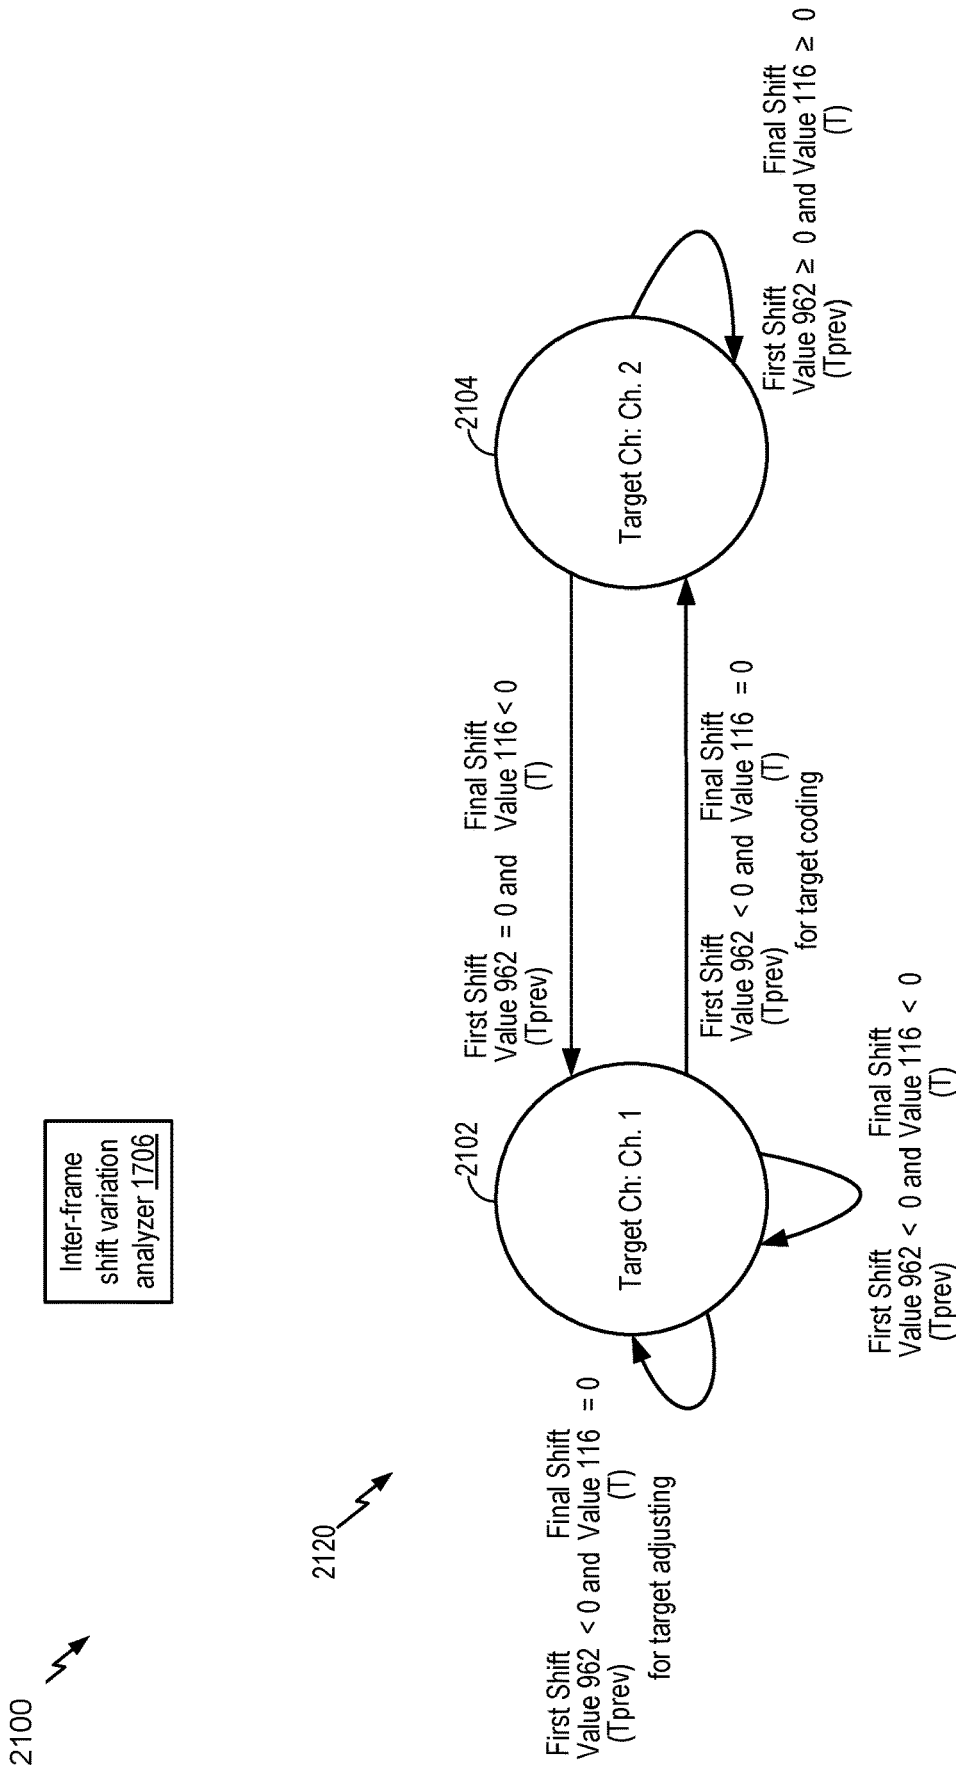 2100
Inter-frame
shift variation
analyzer 1706
2120
2102
Target Ch: Ch. 1
2104
Target Ch: Ch. 2
First Shift Final Shift
Value 962 = 0 and Value 116 < 0
(Tprev) (T)
First Shift Final Shift
Value 962 < 0 and Value 116 = 0
(Tprev) (T)
for target coding
First Shift Final Shift
Value 962 < 0 and Value 116 = 0
(Tprev) (T)
for target adjusting
First Shift Final Shift
Value 962 < 0 and Value 116 < 0
(Tprev) (T)
First Shift Final Shift
Value 962 ≥ 0 and Value 116 ≥ 0
(Tprev) (T)